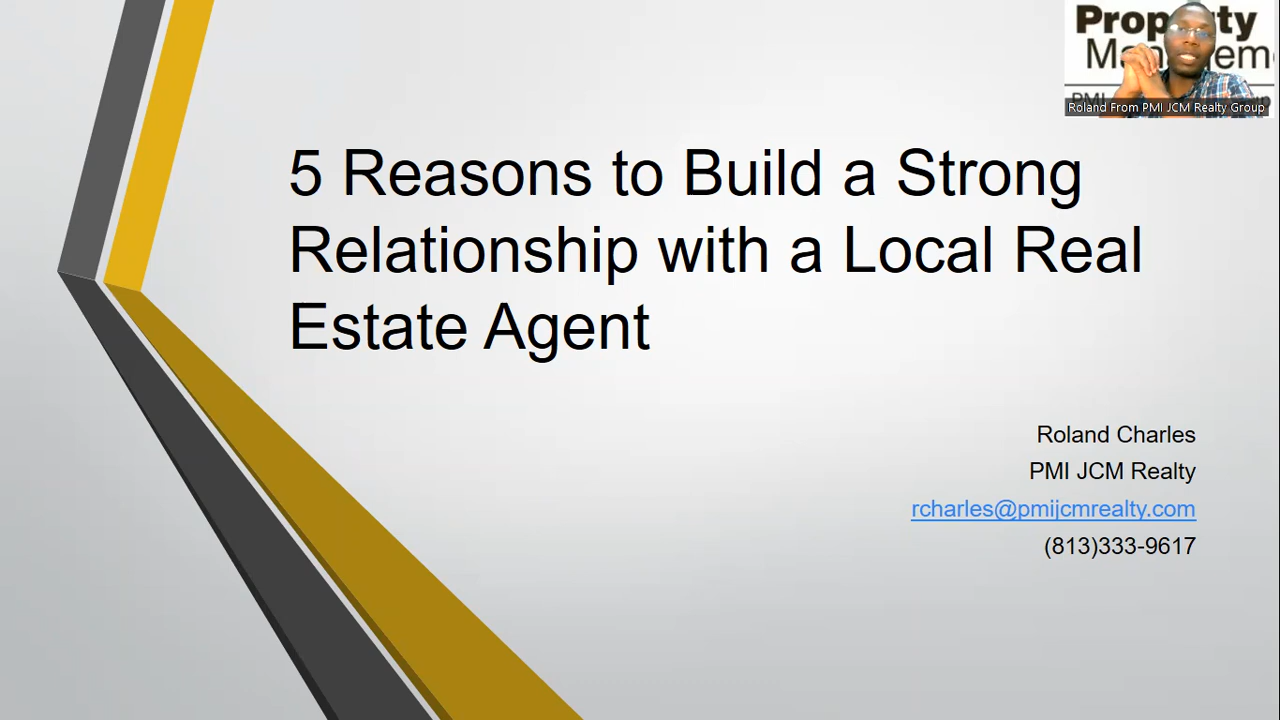 Property
Roland From PMI JCM Realty Group
5 Reasons to Build a Strong
Relationship with a Local Real
Estate Agent
Roland Charles
PMI JCM Realty
rcharles@pmijcmrealty.com
(813)333-9617